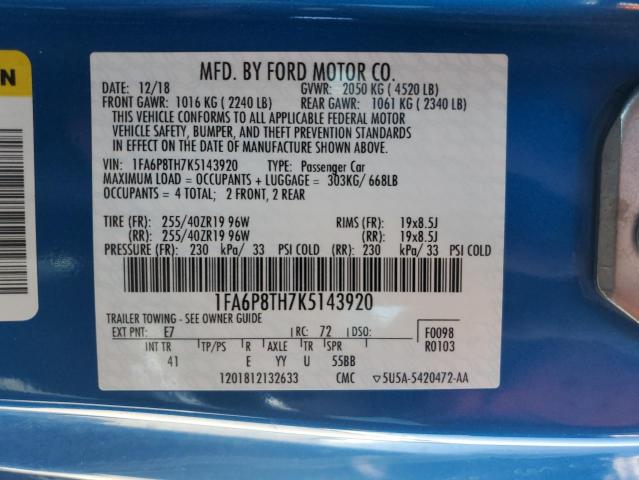 N
MFD. BY FORD MOTOR CO.
DATE: 12/18 GVWR: 2050 KG ( 4520 LB)
FRONT GAWR: 1016 KG ( 2240 LB) REAR GAWR: 1061 KG ( 2340 LB)
THIS VEHICLE CONFORMS TO ALL APPLICABLE FEDERAL MOTOR
VEHICLE SAFETY, BUMPER, AND THEFT PREVENTION STANDARDS
IN EFFECT ON THE DATE OF MANUFACTURE SHOWN ABOVE.
VIN: 1FA6P8TH7K5143920 TYPE: Passenger Car
MAXIMUM LOAD = OCCUPANTS + LUGGAGE = 303KG/ 668LB
OCCUPANTS = 4 TOTAL; 2 FRONT, 2 REAR
TIRE (FR): 255/40ZR19 96W RIMS (FR): 19x8.5J
(RR): 255/40ZR19 96W (RR): 19x8.5J
PRESSURE (FR): 230 kPa/ 33 PSI COLD (RR): 230 kPa/ 33 PSI COLD
1FA6P8TH7K5143920
TRAILER TOWING - SEE OWNER GUIDE
EXT PNT: E7 RC: 72 DSO: F0098
INT TR TP/PS R AXLE TR SPR R0103
41 E YY U 55BB
1201812132633 CMC ▽5U5A-5420472-AA